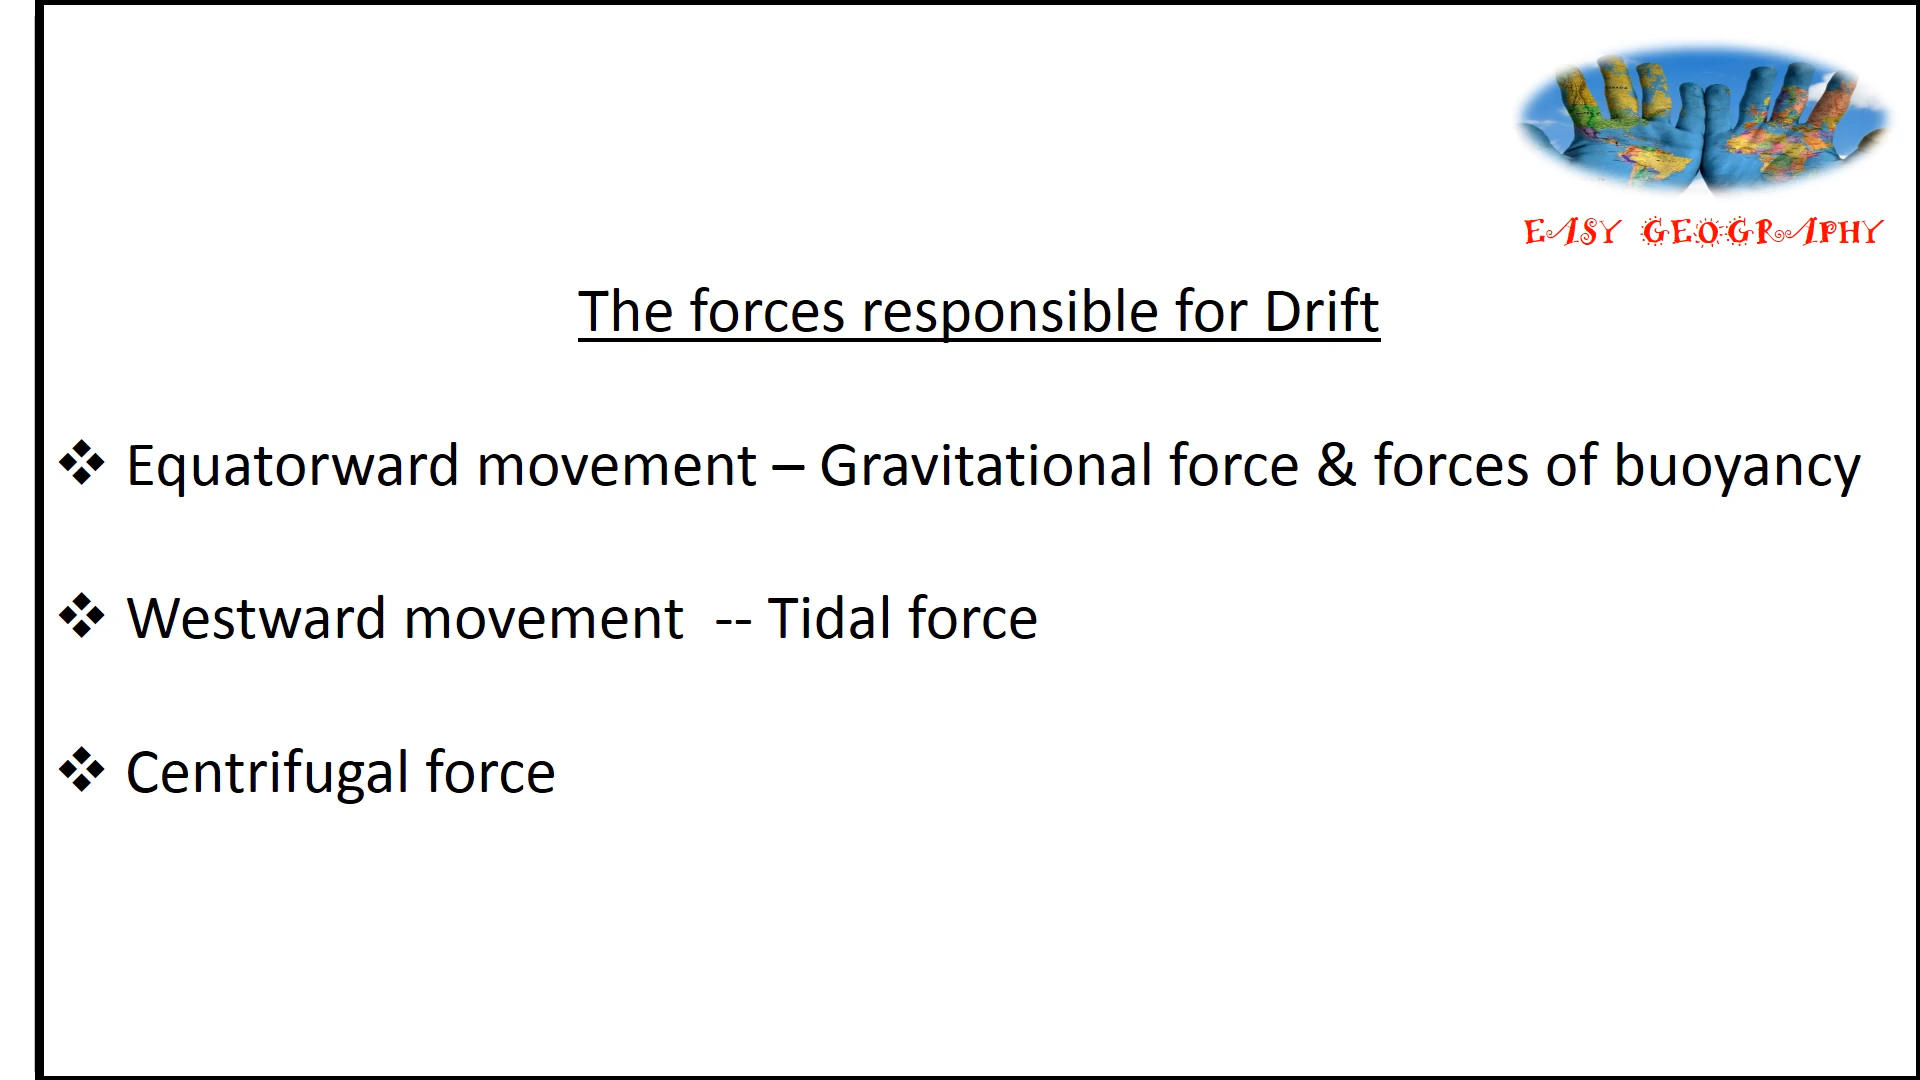 EASY GEOGRAPHY
The forces responsible for Drift
❖ Equatorward movement – Gravitational force & forces of buoyancy
❖ Westward movement -- Tidal force
❖ Centrifugal force